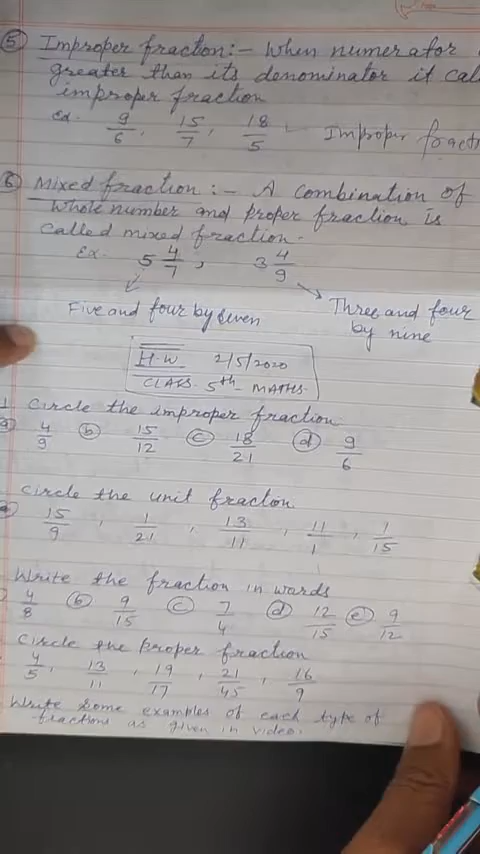 ⑤ Improper fraction:- When numerator
greater than its denominator it cal
improper fraction
Ex. 9/6, 15/7, 18/5 Improper fract
⑥ Mixed fraction :- A combination of
whole number and proper fraction is
called mixed fraction.
Ex. 5 4/7, 3 4/9
Five and four by seven Three and four
by nine
H.W 2/5/2020
CLASS. 5th MATHS.
1 Circle the improper fraction.
ⓐ 4/9 ⓑ 15/12 ⓒ 18/21 ⓓ 9/6
Circle the unit fraction.
ⓐ 15/9, 1/21, 13/11, 11/1, 1/15
Write the fraction in words
4/8 ⓑ 9/15 ⓒ 7/4 ⓓ 12/15 ⓔ 9/12
Circle the proper fraction
4/5, 13/11, 19/17, 21/45, 16/9
Write some examples of each type of
fractions as given in video.